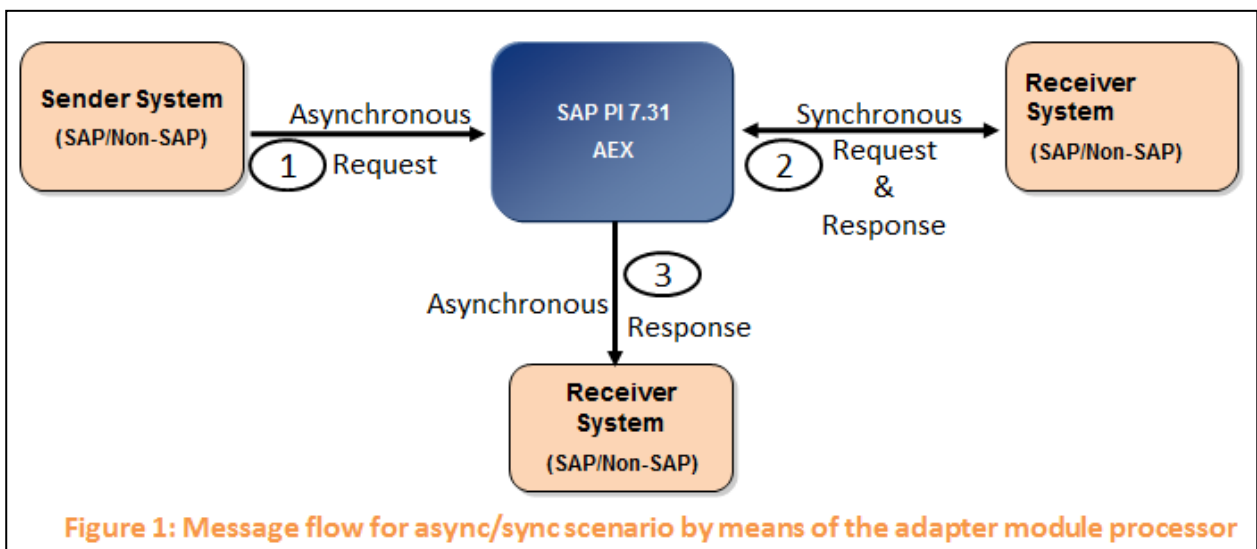 Sender System
(SAP/Non-SAP)
Asynchronous
1
Request
SAP PI 7.31
AEX
Synchronous
2
Request
&
Response
Receiver
System
(SAP/Non-SAP)
3
Asynchronous
Response
Receiver
System
(SAP/Non-SAP)
Figure 1: Message flow for async/sync scenario by means of the adapter module processor